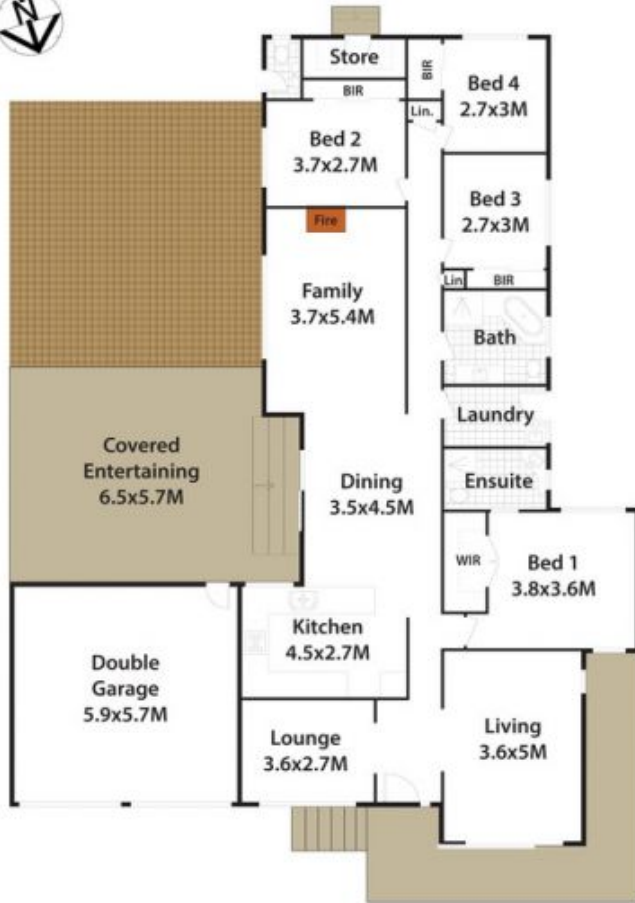 N
Store
BIR
BIR
Bed 4
2.7x3M
Lin.
Bed 2
3.7x2.7M
Bed 3
2.7x3M
Fire
Lin
BIR
Family
3.7x5.4M
Bath
Laundry
Covered
Entertaining
6.5x5.7M
Dining
3.5x4.5M
Ensuite
WIR
Bed 1
3.8x3.6M
Kitchen
4.5x2.7M
Double
Garage
5.9x5.7M
Lounge
3.6x2.7M
Living
3.6x5M